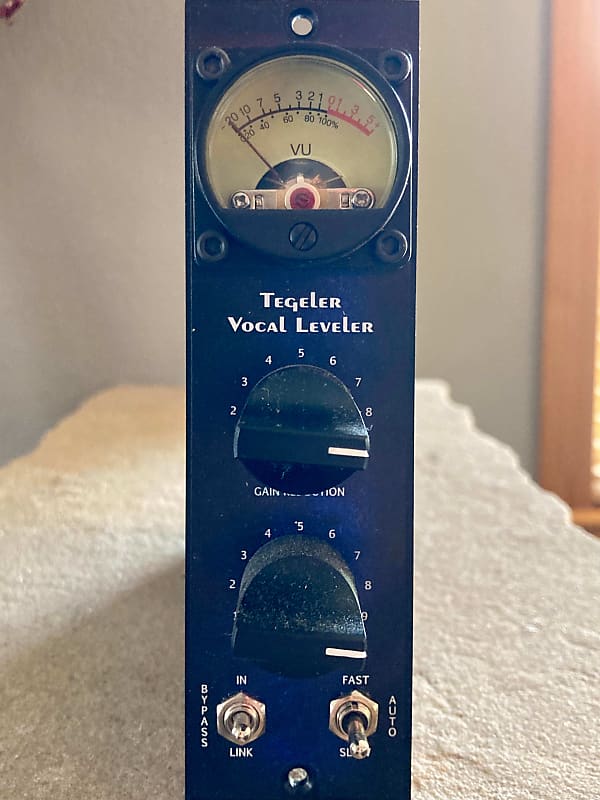 -20 10 7 5 3 2 1 0 1 3 5+
0 20 40 60 80 100%
VU
S
Tegeler
Vocal Leveler
2 3 4 5 6 7 8
GAIN REDUCTION
2 3 4 5 6 7 8 9
IN
FAST
BYPASS
AUTO
LINK